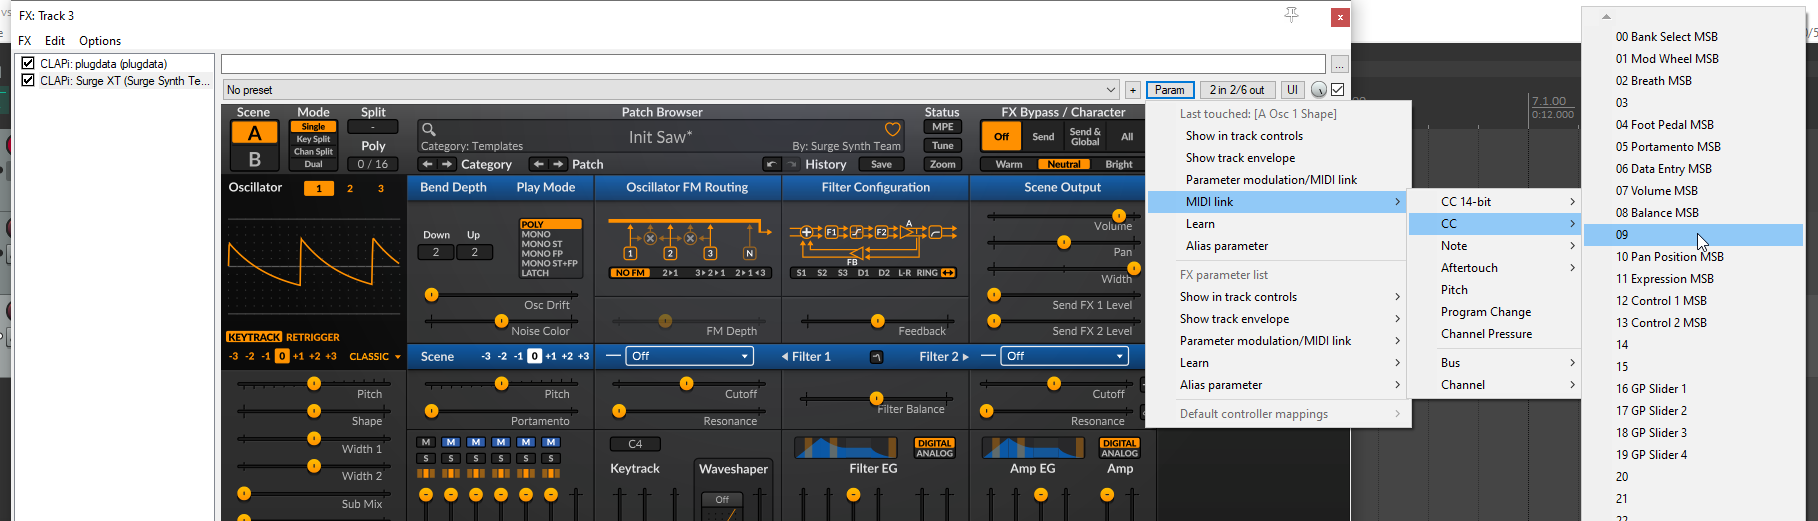 FX: Track 3
x
FX Edit Options
CLAPi: plugdata (plugdata)
CLAPi: Surge XT (Surge Synth Te...
...
No preset
+
Param
2 in 2/6 out
UI
Scene
A
B
Mode
Single
Key Split
Chan Split
Dual
Split
-
Poly
0 / 16
Patch Browser
Init Saw*
Category: Templates
By: Surge Synth Team
Category
Patch
History
Save
Status
MPE
Tune
Zoom
FX Bypass / Character
Off
Send
Send & Global
All
Warm
Neutral
Bright
Oscillator 1 2 3
KEYTRACK RETRIGGER
-3 -2 -1 0 +1 +2 +3 CLASSIC
Pitch
Shape
Width 1
Width 2
Sub Mix
Bend Depth
Play Mode
Down
2
Up
2
POLY
MONO
MONO ST
MONO FP
MONO ST+FP
LATCH
Osc Drift
Noise Color
Scene -3 -2 -1 0 +1 +2 +3
Pitch
Portamento
M M M M M M
S S S S S S
Oscillator FM Routing
1 2 3 N
NO FM 2›1 3›2›1 2›1‹3
FM Depth
Off
Cutoff
Resonance
C4
Keytrack
Waveshaper
Off
Filter Configuration
A
F1 F2
FB
S1 S2 S3 D1 D2 L-R RING
Feedback
Filter 1
Filter 2
Filter Balance
DIGITAL
ANALOG
Filter EG
Scene Output
Volume
Pan
Width
Send FX 1 Level
Send FX 2 Level
Off
Cutoff
Resonance
DIGITAL
ANALOG
Amp EG
Amp
Last touched: [A Osc 1 Shape]
Show in track controls
Show track envelope
Parameter modulation/MIDI link
MIDI link
Learn
Alias parameter
FX parameter list
Show in track controls
Show track envelope
Parameter modulation/MIDI link
Learn
Alias parameter
Default controller mappings
CC 14-bit
CC
Note
Aftertouch
Pitch
Program Change
Channel Pressure
Bus
Channel
7.1.00
0:12.000
00 Bank Select MSB
01 Mod Wheel MSB
02 Breath MSB
03
04 Foot Pedal MSB
05 Portamento MSB
06 Data Entry MSB
07 Volume MSB
08 Balance MSB
09
10 Pan Position MSB
11 Expression MSB
12 Control 1 MSB
13 Control 2 MSB
14
15
16 GP Slider 1
17 GP Slider 2
18 GP Slider 3
19 GP Slider 4
20
21
22